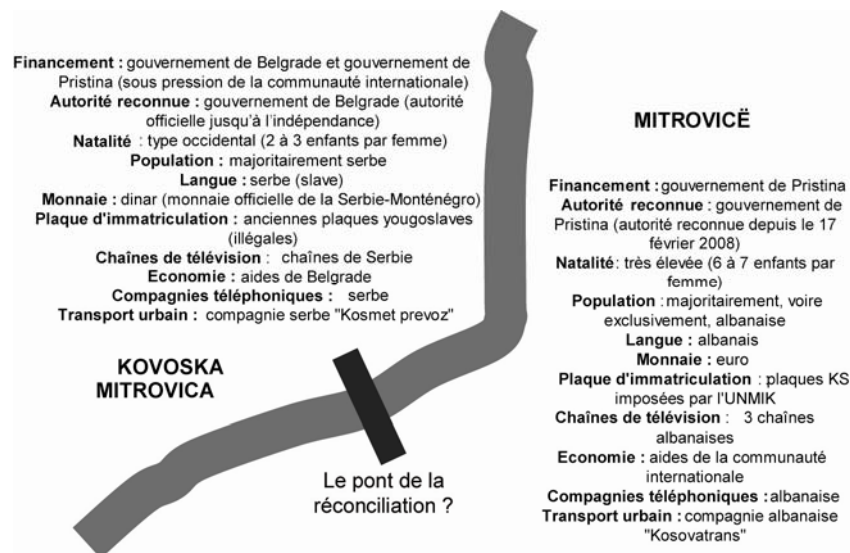 Financement : gouvernement de Belgrade et gouvernement de
Pristina (sous pression de la communauté internationale)
Autorité reconnue : gouvernement de Belgrade (autorité
officielle jusqu'à l'indépendance)
Natalité : type occidental (2 à 3 enfants par femme)
Population : majoritairement serbe
Langue : serbe (slave)
Monnaie : dinar (monnaie officielle de la Serbie-Monténégro)
Plaque d'immatriculation : anciennes plaques yougoslaves
(illégales)
Chaînes de télévision : chaînes de Serbie
Economie : aides de Belgrade
Compagnies téléphoniques : serbe
Transport urbain : compagnie serbe "Kosmet prevoz"
KOVOSKA
MITROVICA
Le pont de la
réconciliation ?
MITROVICË
Financement : gouvernement de Pristina
Autorité reconnue : gouvernement de
Pristina (autorité reconnue depuis le 17
février 2008)
Natalité : très élevée (6 à 7 enfants par
femme)
Population : majoritairement, voire
exclusivement, albanaise
Langue : albanais
Monnaie : euro
Plaque d'immatriculation : plaques KS
imposées par l'UNMIK
Chaînes de télévision : 3 chaînes
albanaises
Economie : aides de la communauté
internationale
Compagnies téléphoniques : albanaise
Transport urbain : compagnie albanaise
"Kosovatrans"